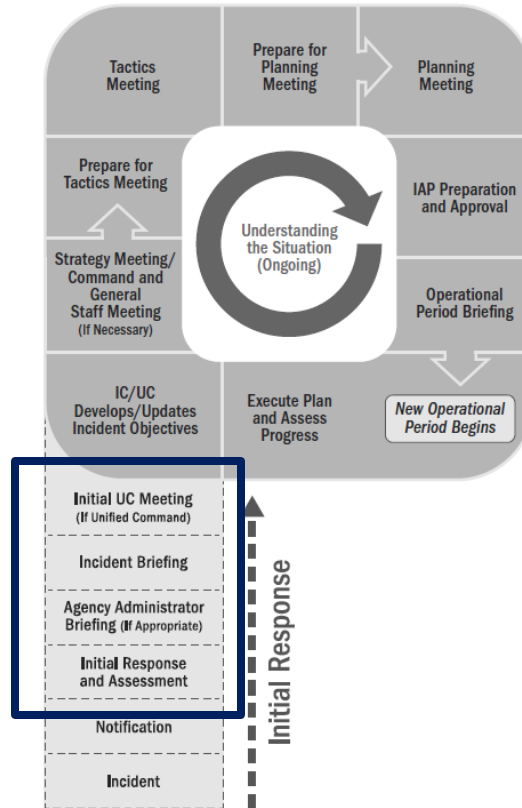 Tactics
Meeting
Prepare for
Planning
Meeting
Planning
Meeting
Prepare for
Tactics Meeting
Understanding
the Situation
(Ongoing)
IAP Preparation
and Approval
Strategy Meeting/
Command and
General
Staff Meeting
(If Necessary)
Operational
Period Briefing
IC/UC
Develops/Updates
Incident Objectives
Execute Plan
and Assess
Progress
New Operational
Period Begins
Initial UC Meeting
(If Unified Command)
Incident Briefing
Agency Administrator
Briefing (If Appropriate)
Initial Response
and Assessment
Notification
Incident
Initial Response